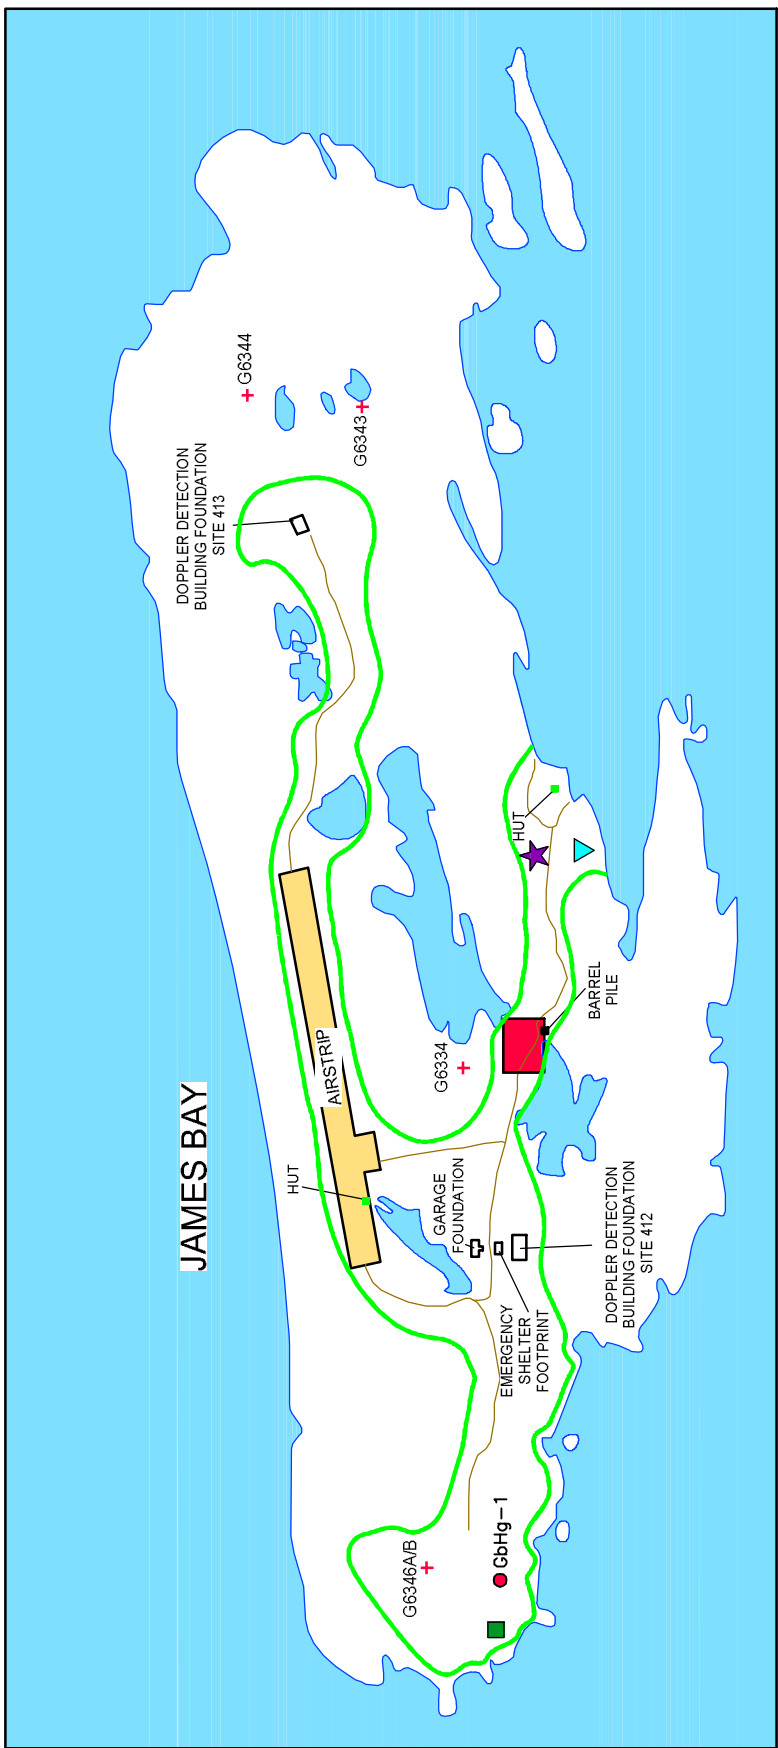 G6344
G6343
DOPPLER DETECTION
BUILDING FOUNDATION
SITE 413
HUT
BARREL
PILE
AIRSTRIP
G6334
JAMES BAY
HUT
GARAGE
FOUNDATION
DOPPLER DETECTION
BUILDING FOUNDATION
SITE 412
EMERGENCY
SHELTER
FOOTPRINT
GbHg-1
G6346A/B